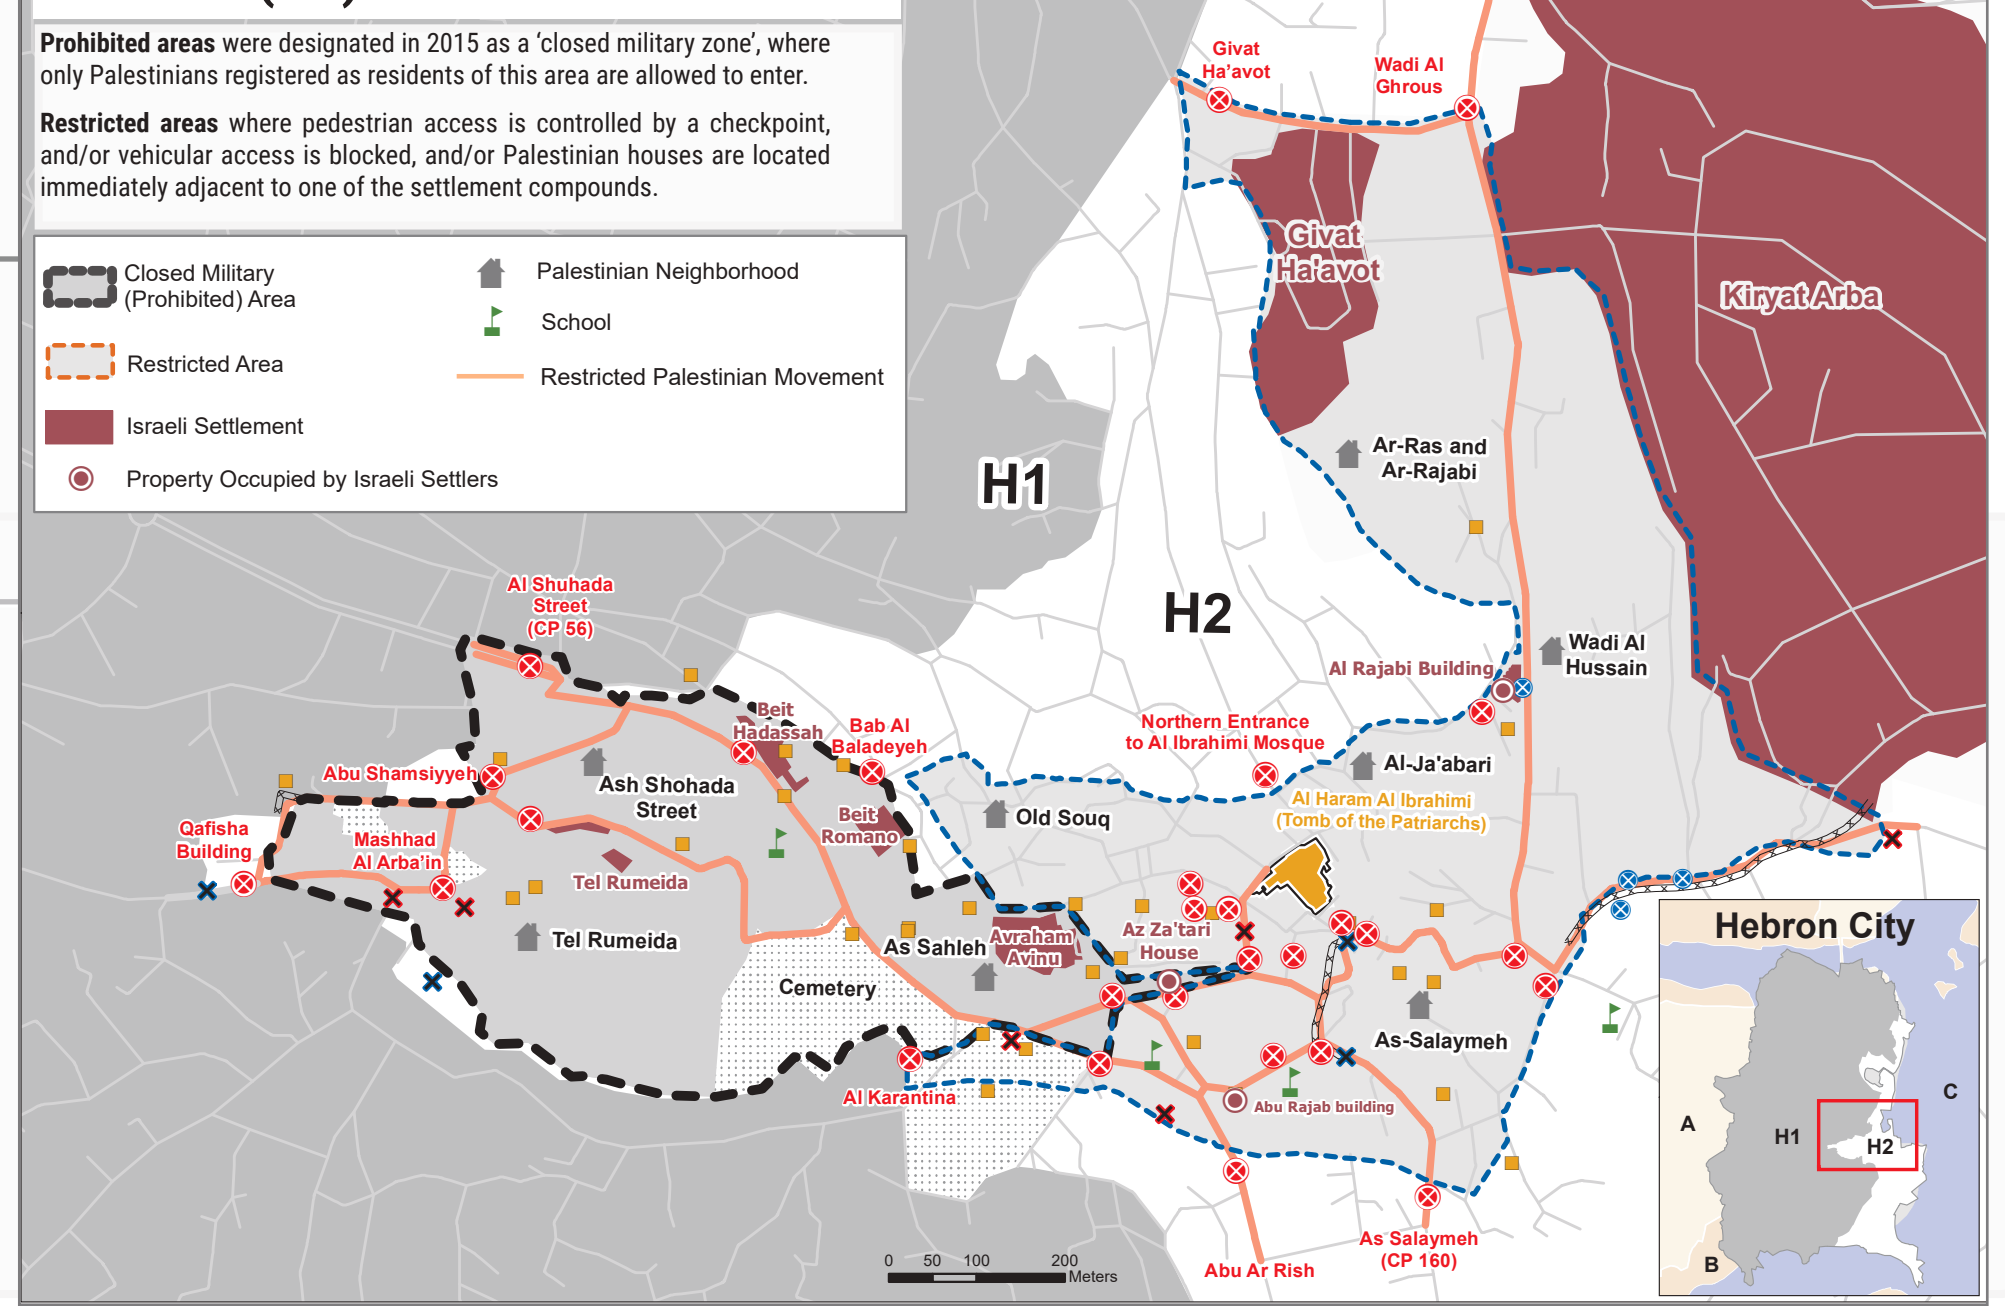 Prohibited areas were designated in 2015 as a ‘closed military zone’, where
only Palestinians registered as residents of this area are allowed to enter.
Restricted areas where pedestrian access is controlled by a checkpoint,
and/or vehicular access is blocked, and/or Palestinian houses are located
immediately adjacent to one of the settlement compounds.
Closed Military
(Prohibited) Area
Restricted Area
Israeli Settlement
Property Occupied by Israeli Settlers
Palestinian Neighborhood
School
Restricted Palestinian Movement
Givat
Ha’avot
Wadi Al
Ghrous
Givat
Ha'avot
Kiryat Arba
Ar-Ras and
Ar-Rajabi
H1
H2
Al Shuhada
Street
(CP 56)
Wadi Al
Hussain
Al Rajabi Building
Beit
Hadassah
Bab Al
Baladeyeh
Northern Entrance
to Al Ibrahimi Mosque
Abu Shamsiyyeh
Al-Ja'abari
Ash Shohada
Street
Al Haram Al Ibrahimi
(Tomb of the Patriarchs)
Old Souq
Beit
Romano
Qafisha
Building
Mashhad
Al Arba’in
Tel Rumeida
Tel Rumeida
As Sahleh
Avraham
Avinu
Az Za'tari
House
Cemetery
As-Salaymeh
Al Karantina
Abu Rajab building
As Salaymeh
(CP 160)
Abu Ar Rish
0 50 100 200
Meters
Hebron City
A
B
C
H1
H2